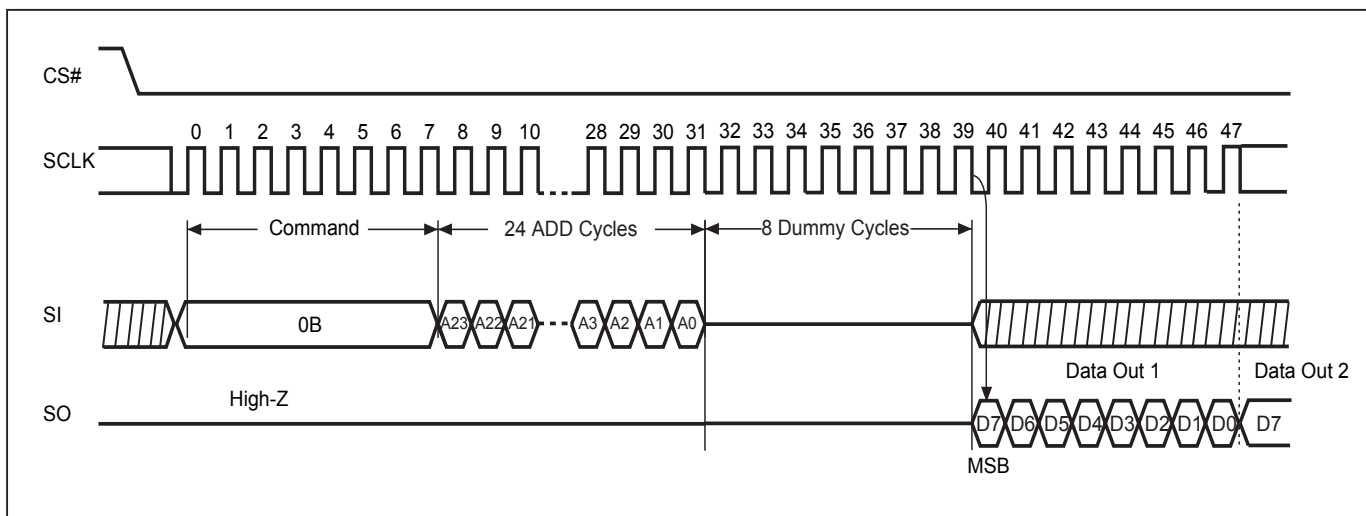 CS#
0 1 2 3 4 5 6 7 8 9 10 28 29 30 31 32 33 34 35 36 37 38 39 40 41 42 43 44 45 46 47
SCLK
Command 24 ADD Cycles 8 Dummy Cycles
SI 0B A23 A22 A21 A3 A2 A1 A0
Data Out 1 Data Out 2
High-Z
SO D7 D6 D5 D4 D3 D2 D1 D0 D7
MSB